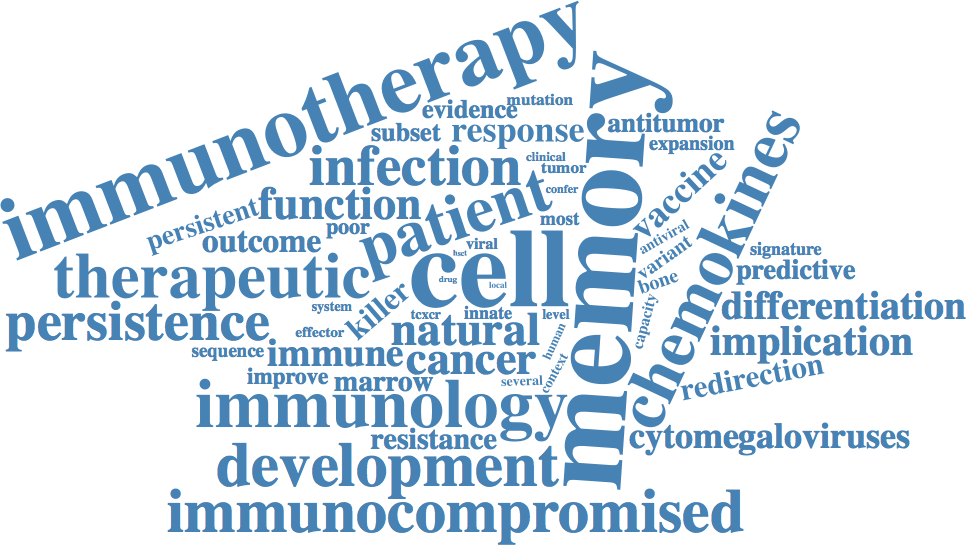 immunotherapy
mutation
evidence
subset
response
antitumor
expansion
memory
infection
clinical
tumor
confer
vaccine
chemokines
persistent
function
patient
most
outcome
poor
viral
hsct
antiviral
variant
bone
signature
predictive
therapeutic
cell
drug
local
killer
system
tcxcr
innate
level
capacity
differentiation
persistence
effector
natural
human
implication
sequence
immune
cancer
context
improve
marrow
several
redirection
immunology
resistance
cytomegaloviruses
development
immunocompromised